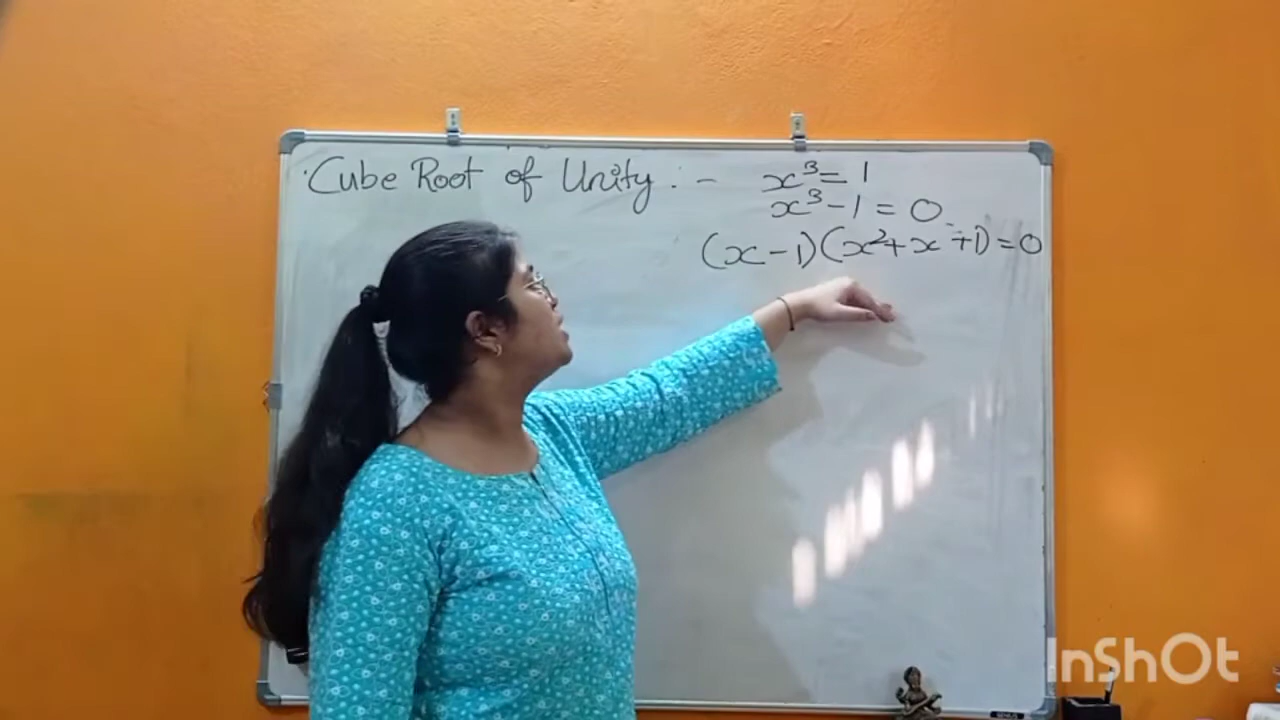 Cube Root of Unity :- x³ = 1
x³ - 1 = 0
(x - 1)(x² + x + 1) = 0
InShOt